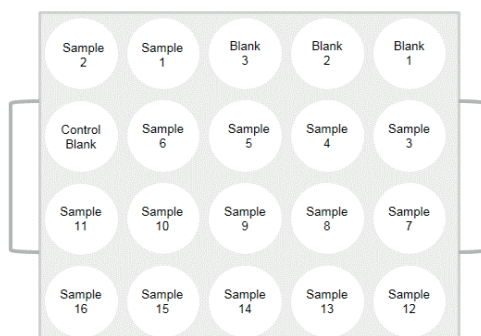 Sample
2
Sample
1
Blank
3
Blank
2
Blank
1
Control
Blank
Sample
6
Sample
5
Sample
4
Sample
3
Sample
11
Sample
10
Sample
9
Sample
8
Sample
7
Sample
16
Sample
15
Sample
14
Sample
13
Sample
12